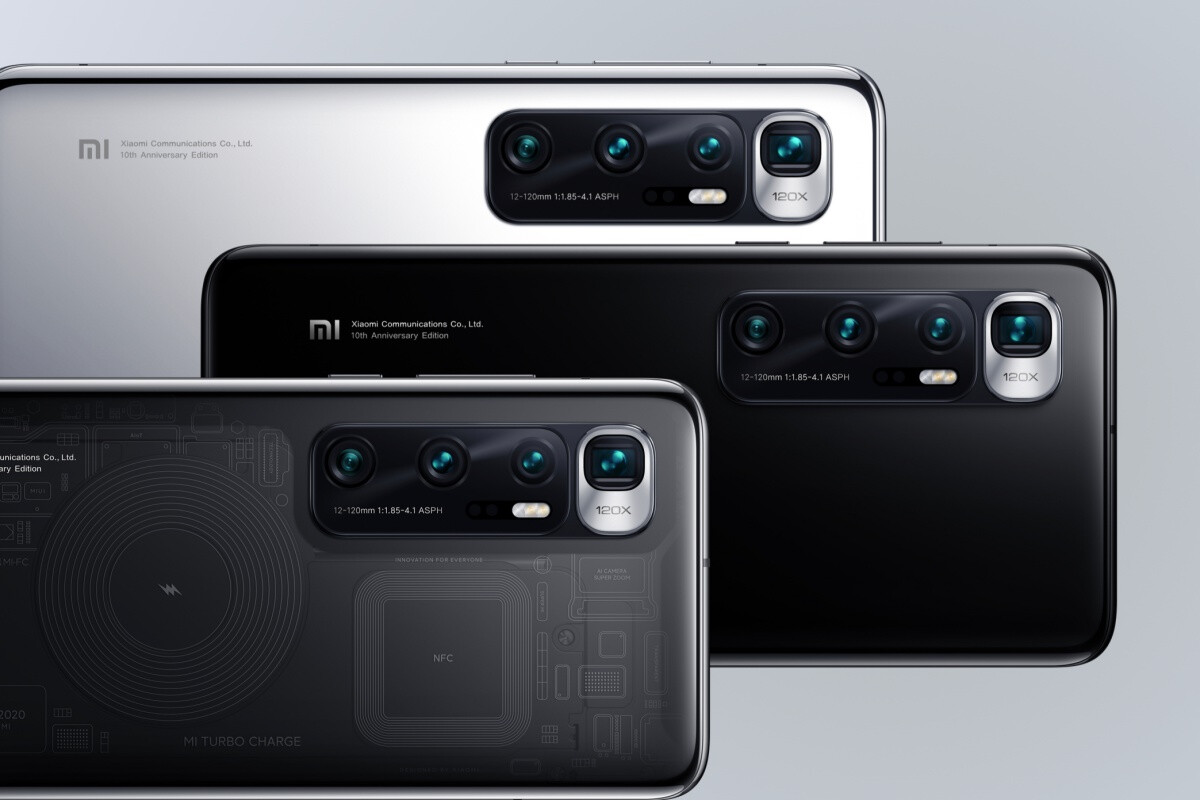 mi Xiaomi Communications Co., Ltd.
10th Anniversary Edition
12-120mm 1:1.85-4.1 ASPH
120X
mi Xiaomi Communications Co., Ltd.
10th Anniversary Edition
12-120mm 1:1.85-4.1 ASPH
120X
unications Co., Ltd.
ary Edition
12-120mm 1:1.85-4.1 ASPH
120X
INNOVATION FOR EVERYONE
AI CAMERA
SUPER ZOOM
NFC
2020
MI TURBO CHARGE